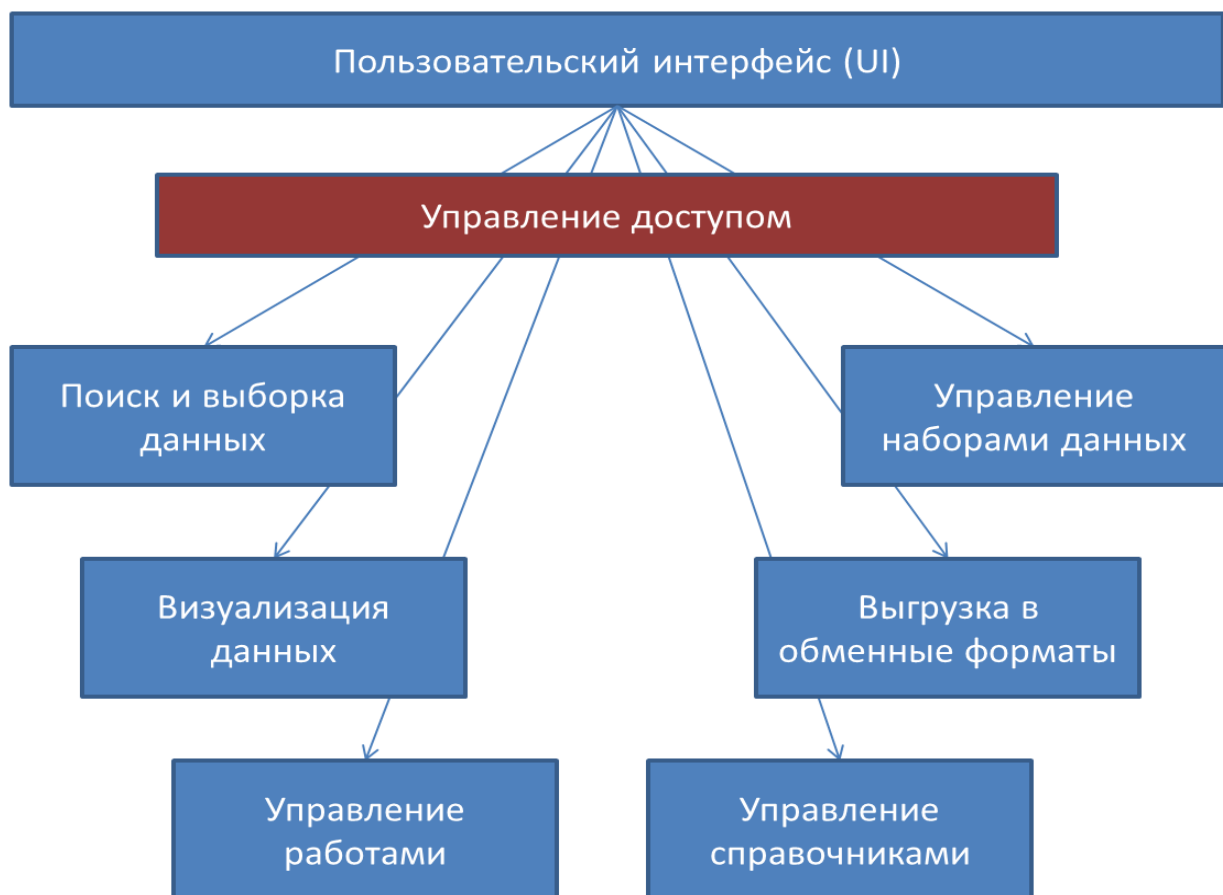 Пользовательский интерфейс (UI)
Управление доступом
Поиск и выборка
данных
Управление
наборами данных
Визуализация
данных
Выгрузка в
обменные форматы
Управление
работами
Управление
справочниками